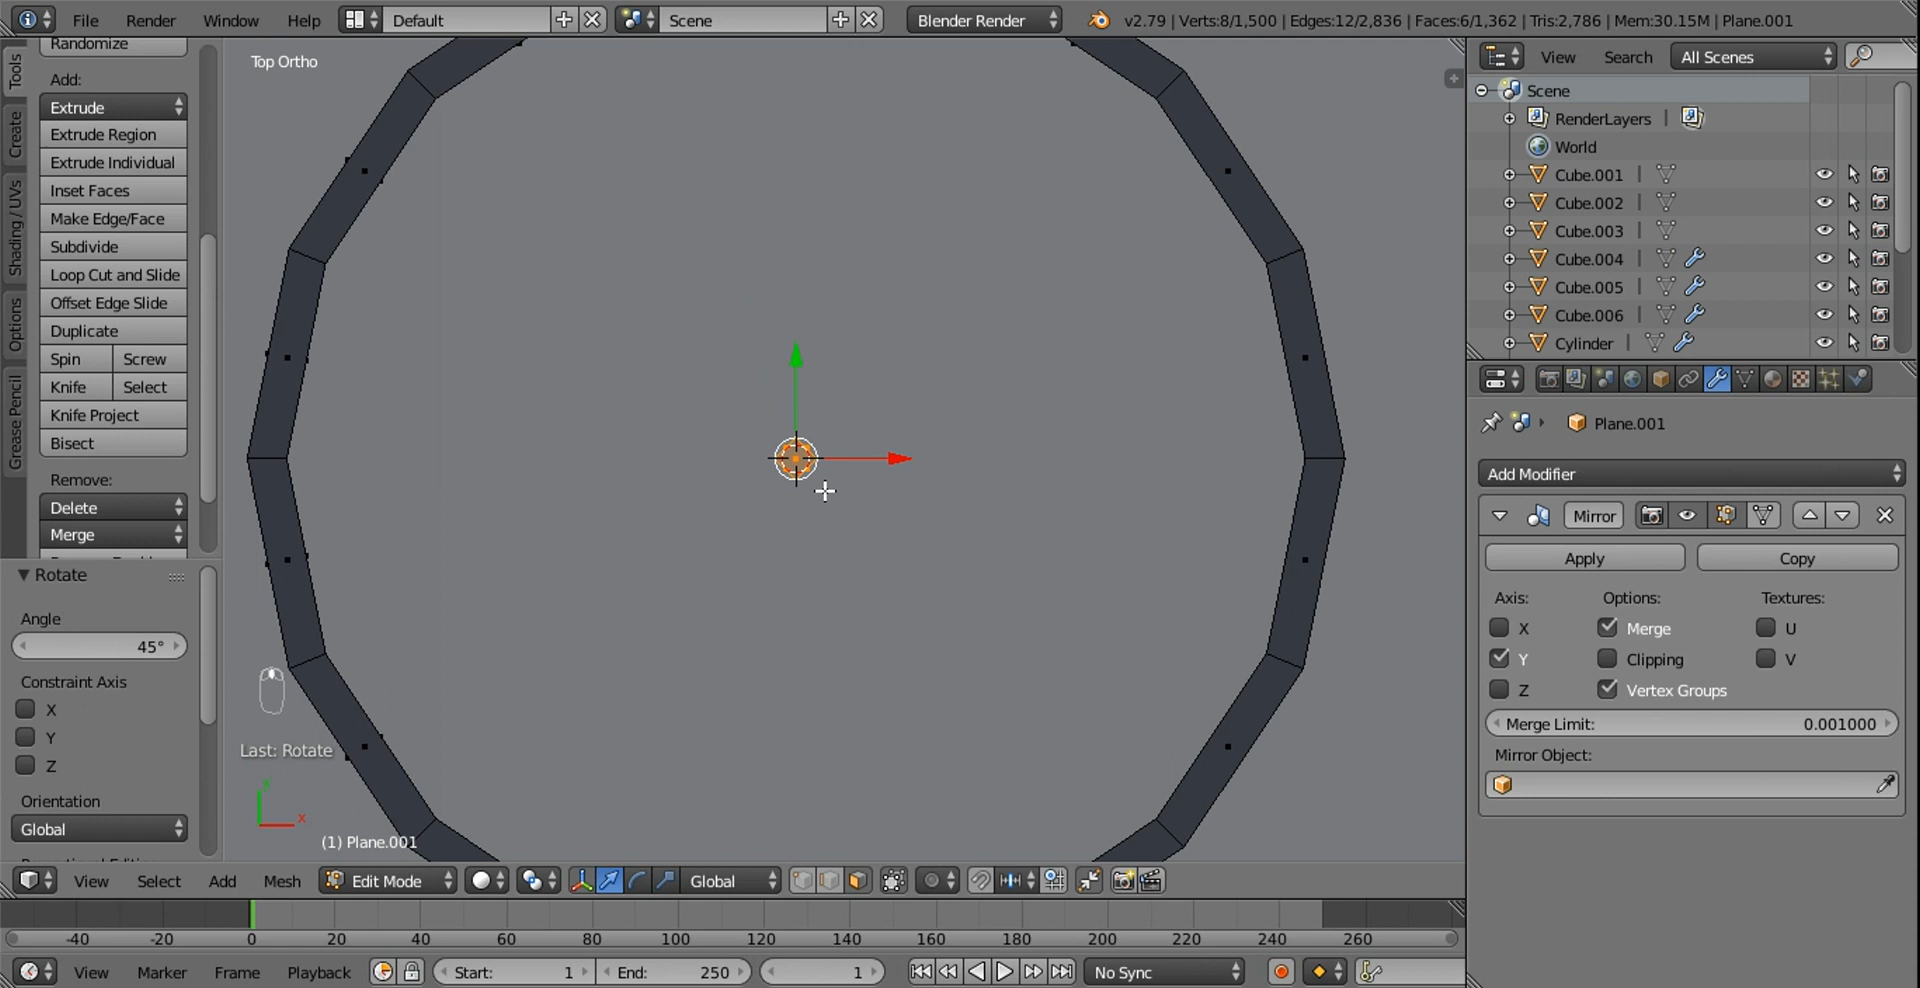 File Render Window Help Default Scene Blender Render v2.79 | Verts:8/1,500 | Edges:12/2,836 | Faces:6/1,362 | Tris:2,786 | Mem:30.15M | Plane.001
Tools
Create
Shading / UVs
Options
Grease Pencil
Randomize
Add:
Extrude
Extrude Region
Extrude Individual
Inset Faces
Make Edge/Face
Subdivide
Loop Cut and Slide
Offset Edge Slide
Duplicate
Spin Screw
Knife Select
Knife Project
Bisect
Remove:
Delete
Merge
Rotate
Angle
45°
Constraint Axis
X
Y
Z
Orientation
Global
Top Ortho
Last: Rotate
y
x
(1) Plane.001
View Select Add Mesh Edit Mode Global
-40 -20 0 20 40 60 80 100 120 140 160 180 200 220 240 260
View Marker Frame Playback Start: 1 End: 250 1 No Sync
View Search All Scenes
Scene
RenderLayers |
World
Cube.001 |
Cube.002 |
Cube.003 |
Cube.004 |
Cube.005 |
Cube.006 |
Cylinder |
Plane.001
Add Modifier
Mirror
Apply Copy
Axis: Options: Textures:
X Merge U
Y Clipping V
Z Vertex Groups
Merge Limit: 0.001000
Mirror Object: